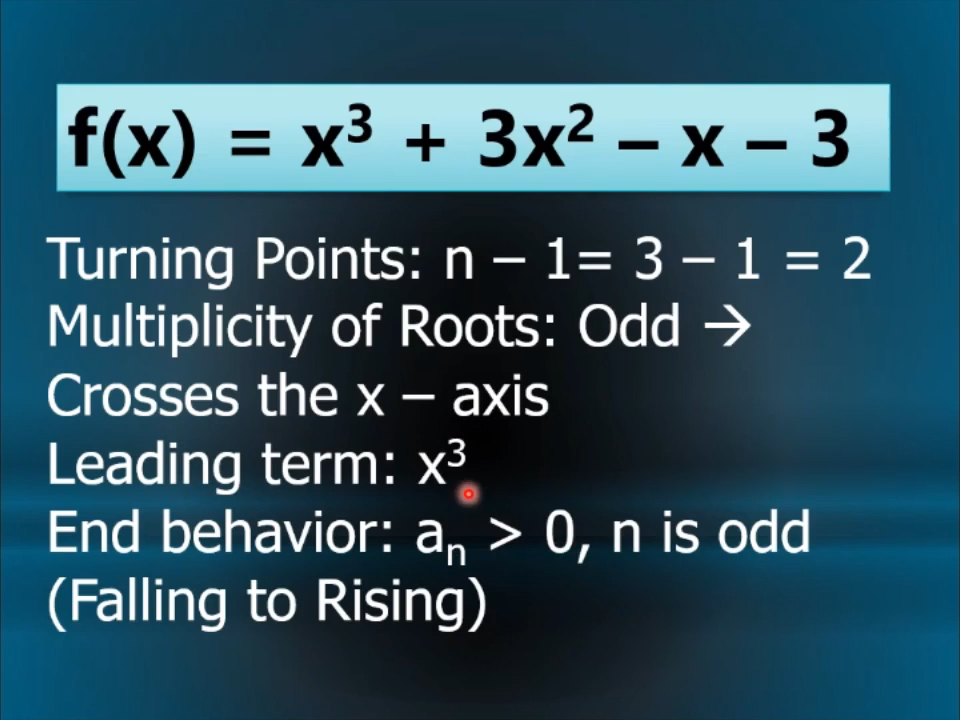 f(x) = x³ + 3x² – x – 3
Turning Points: n – 1= 3 – 1 = 2
Multiplicity of Roots: Odd →
Crosses the x – axis
Leading term: x³
End behavior: aₙ > 0, n is odd
(Falling to Rising)